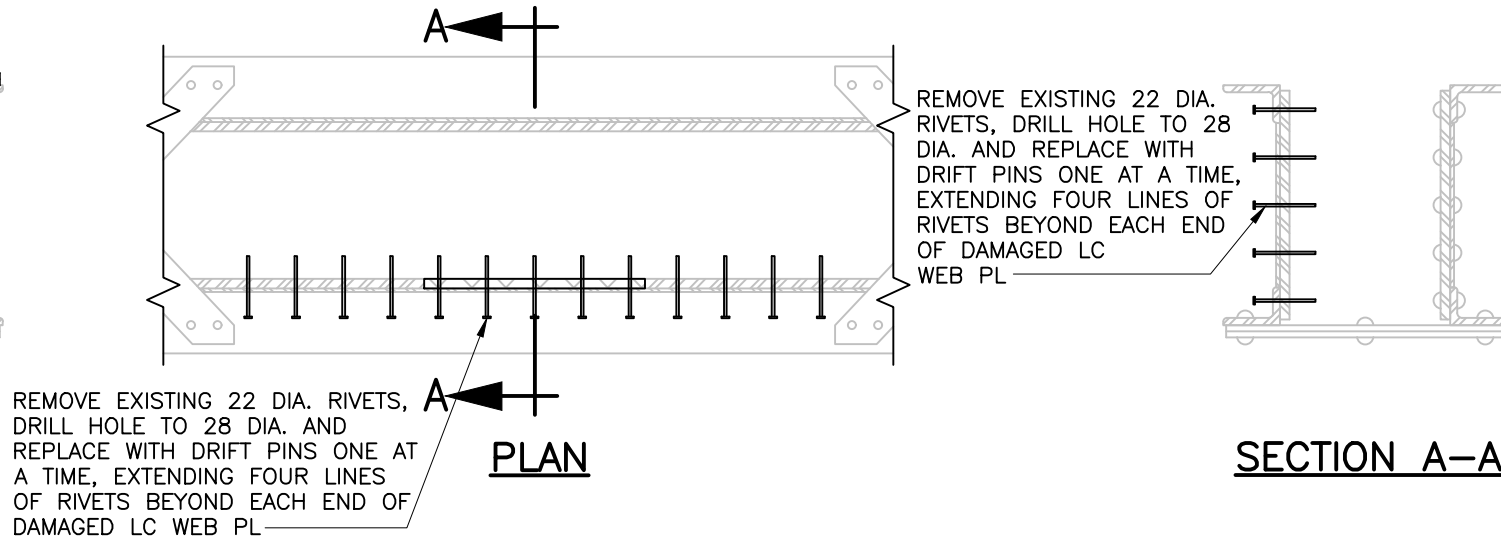 A
REMOVE EXISTING 22 DIA.
RIVETS, DRILL HOLE TO 28
DIA. AND REPLACE WITH
DRIFT PINS ONE AT A TIME,
EXTENDING FOUR LINES OF
RIVETS BEYOND EACH END
OF DAMAGED LC
WEB PL
A
REMOVE EXISTING 22 DIA. RIVETS,
DRILL HOLE TO 28 DIA. AND
REPLACE WITH DRIFT PINS ONE AT
A TIME, EXTENDING FOUR LINES
OF RIVETS BEYOND EACH END OF
DAMAGED LC WEB PL
PLAN
SECTION A-A